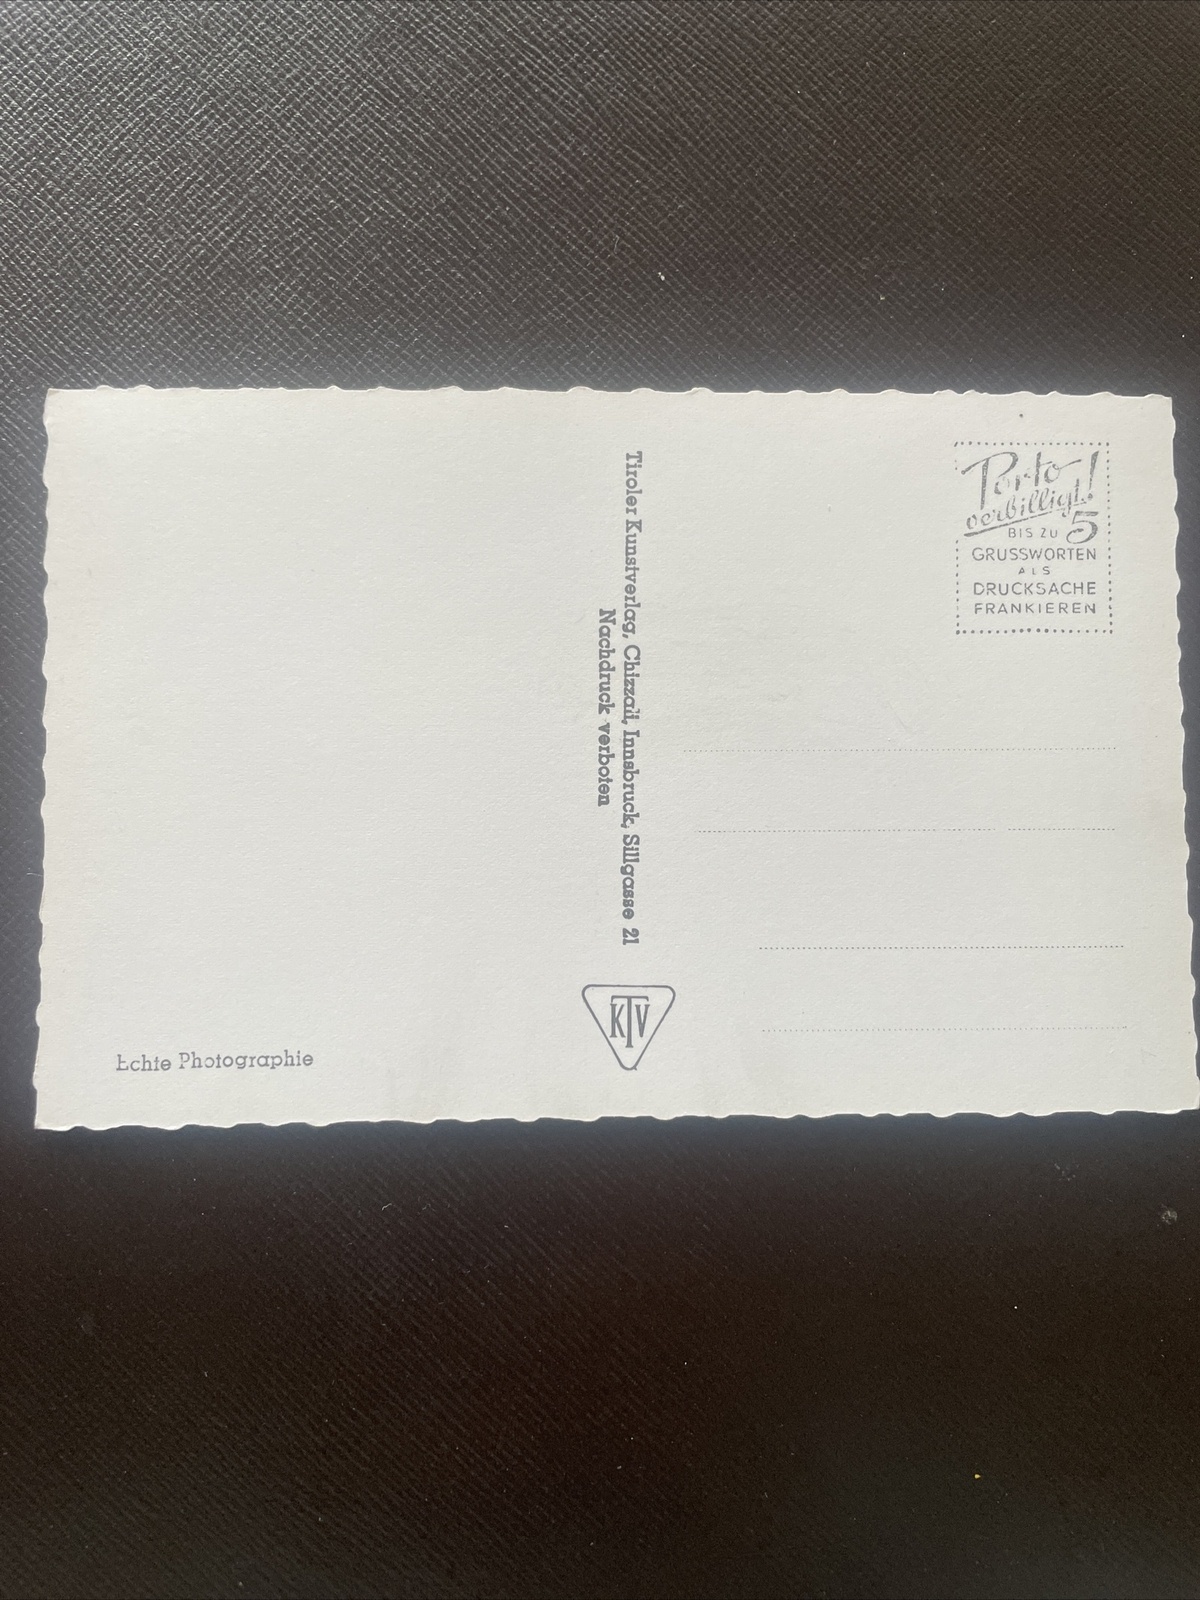 Porto
verbilligt!
BIS ZU 5
GRUSSWORTEN
ALS
DRUCKSACHE
FRANKIEREN
Tiroler Kunstverlag, Chizzali, Innsbruck, Sillgasse 21
Nachdruck verboten
KTV
Echte Photographie